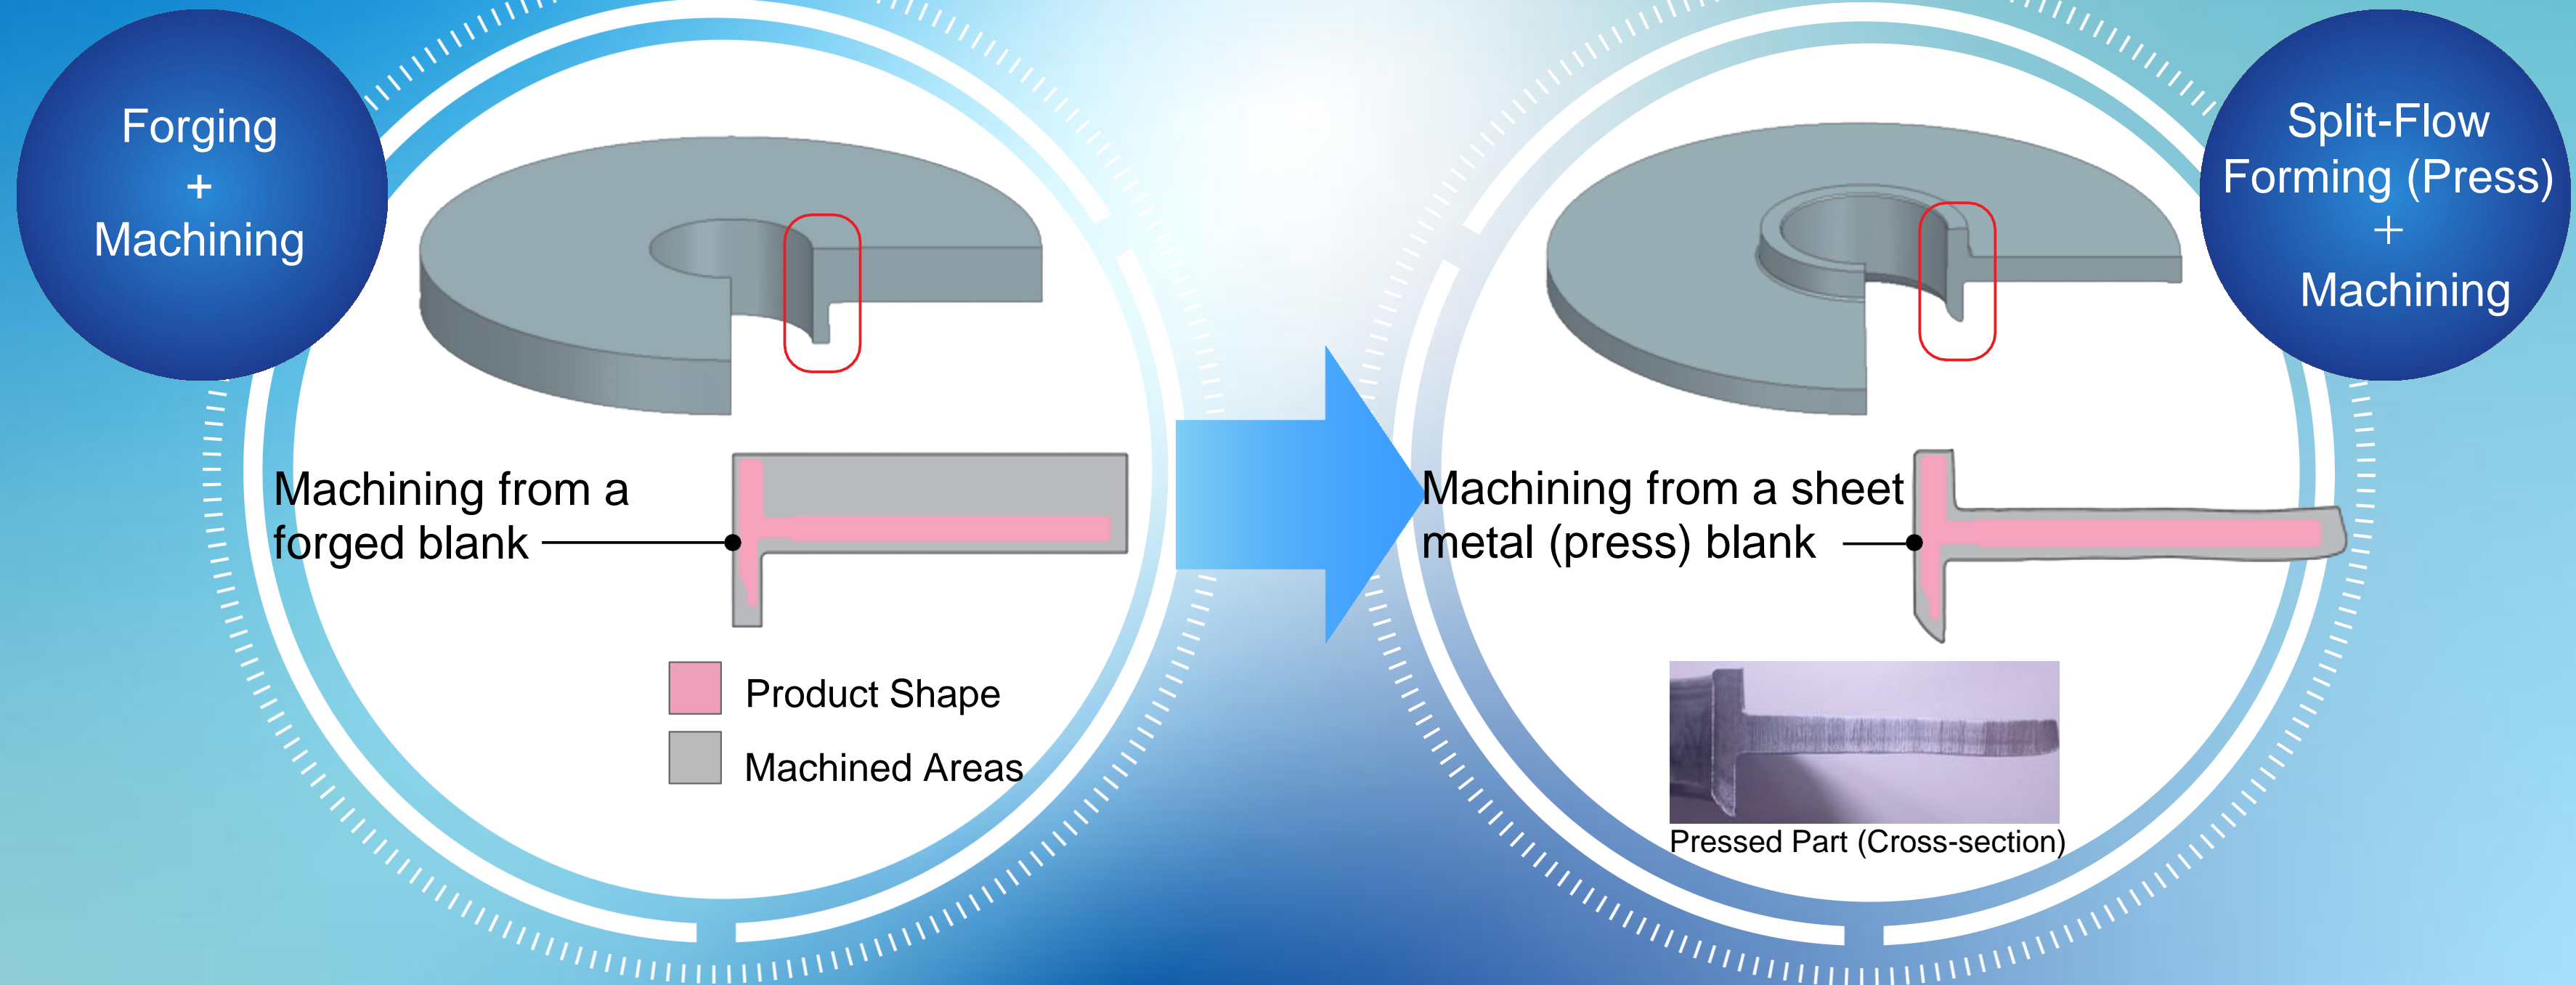 Forging
+
Machining
Machining from a
forged blank
Product Shape
Machined Areas
Split-Flow
Forming (Press)
+
Machining
Machining from a sheet
metal (press) blank
Pressed Part (Cross-section)